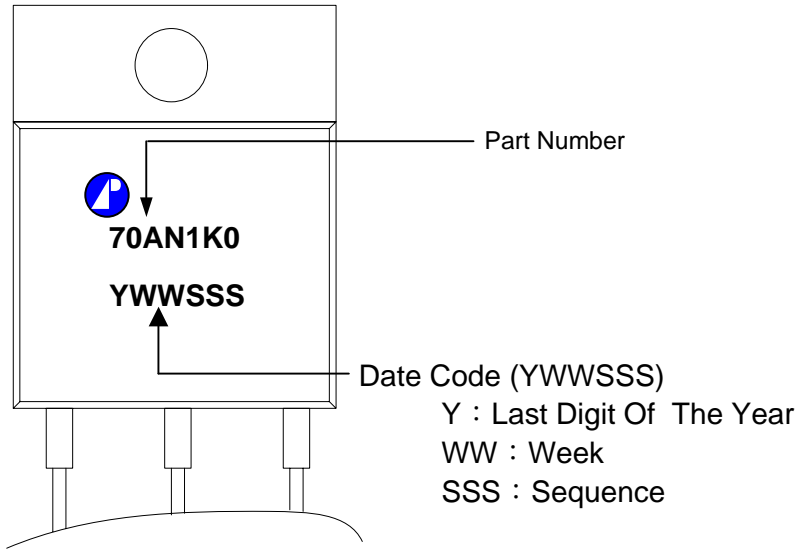 Part Number
70AN1K0
YWWSSS
Date Code (YWWSSS)
Y：Last Digit Of The Year
WW：Week
SSS：Sequence